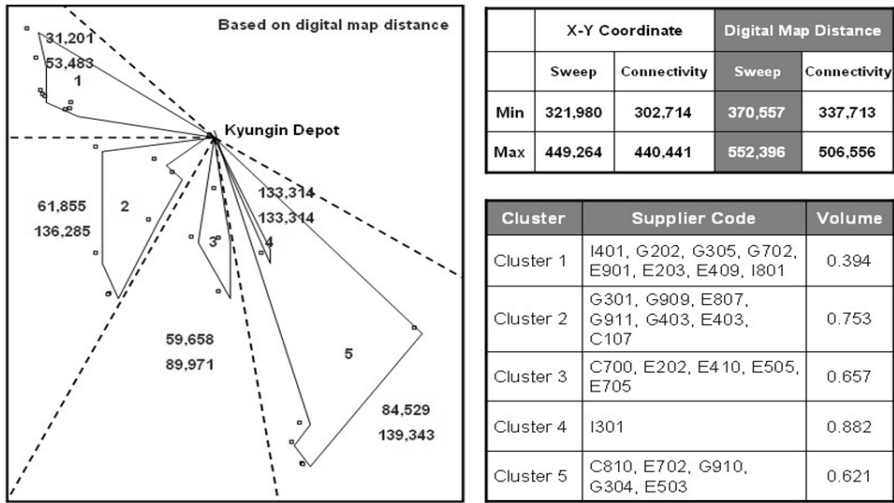 Based on digital map distance
31,201
53,483
1
Kyungin Depot
61,855
136,285
2
3
133,314
133,314
4
59,658
89,971
5
84,529
139,343
X-Y Coordinate Digital Map Distance
Sweep Connectivity Sweep Connectivity
Min 321,980 302,714 370,557 337,713
Max 449,264 440,441 552,396 506,556
Cluster Supplier Code Volume
Cluster 1 I401, G202, G305, G702, E901, E203, E409, I801 0.394
Cluster 2 G301, G909, E807, G911, G403, E403, C107 0.753
Cluster 3 C700, E202, E410, E505, E705 0.657
Cluster 4 I301 0.882
Cluster 5 C810, E702, G910, G304, E503 0.621